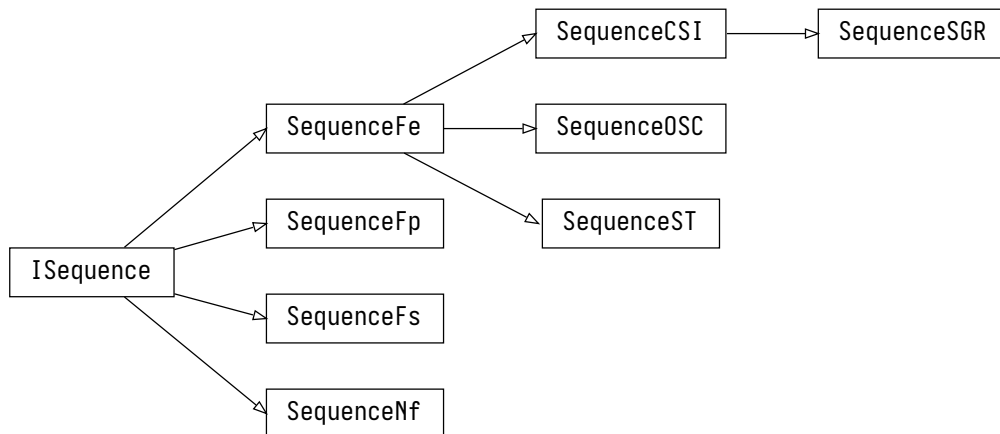 SequenceCSI
SequenceSGR
SequenceFe
SequenceOSC
SequenceFp
SequenceST
ISequence
SequenceFs
SequenceNf